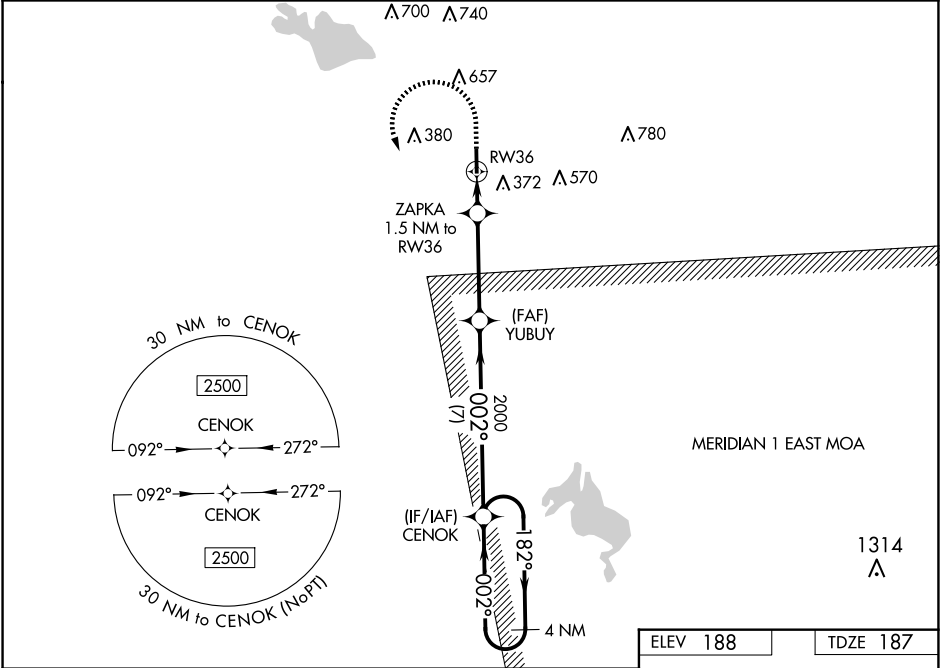 700
740
657
380
780
RW36
372
570
ZAPKA
1.5 NM to
RW36
(FAF)
YUBUY
30 NM to CENOK
2500
CENOK
092°
272°
092°
272°
CENOK
2500
30 NM to CENOK (NoPT)
2000
002°
(7)
MERIDIAN 1 EAST MOA
(IF/IAF)
CENOK
182°
002°
4 NM
1314
ELEV 188
TDZE 187